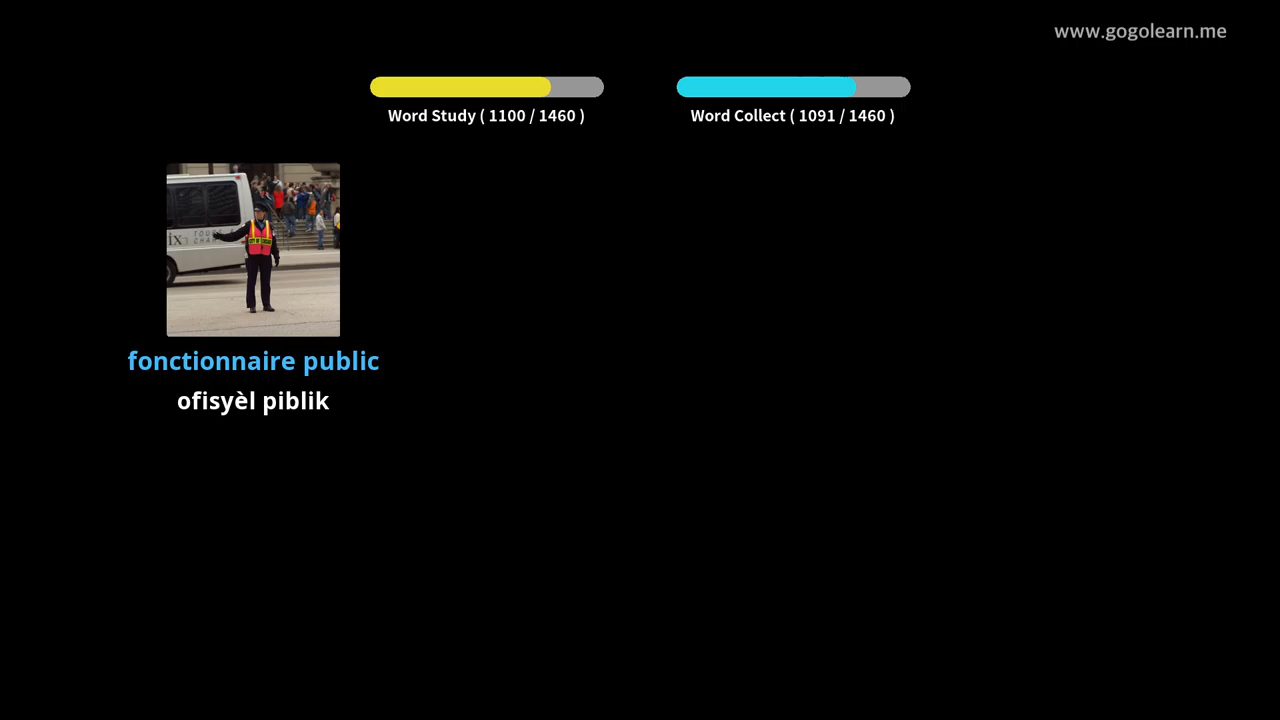 www.gogolearn.me
Word Study ( 1100 / 1460 )
Word Collect ( 1091 / 1460 )
fonctionnaire public
ofisyèl piblik